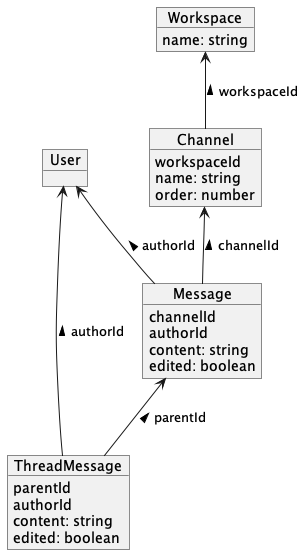 Workspace
name: string
workspaceId
Channel
workspaceId
name: string
order: number
User
authorId
channelId
Message
channelId
authorId
content: string
edited: boolean
authorId
parentId
ThreadMessage
parentId
authorId
content: string
edited: boolean